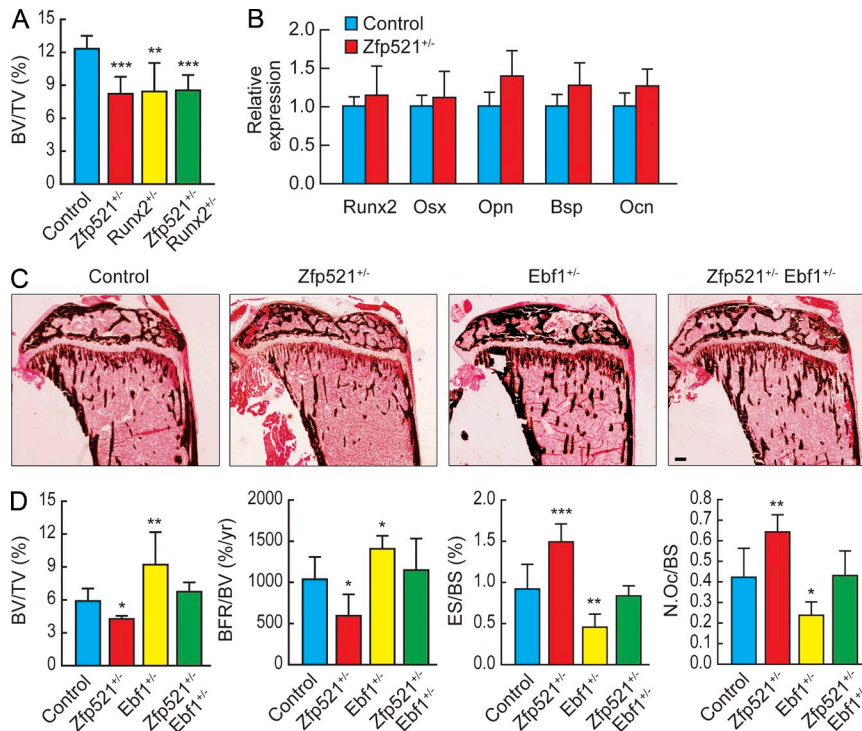 A
BV/TV (%)
15
12
9
6
3
0
***
**
***
Control
Zfp521+/-
Runx2+/-
Zfp521+/-
Runx2+/-
B
Control
Zfp521+/-
Relative
expression
2.0
1.5
1.0
0.5
0.0
Runx2 Osx Opn Bsp Ocn
C
Control Zfp521+/- Ebf1+/- Zfp521+/- Ebf1+/-
D
BV/TV (%)
15
12
9
6
3
0
*
**
Control
Zfp521+/-
Ebf1+/-
Zfp521+/-
Ebf1+/-
BFR/BV (%/yr)
2000
1500
1000
500
0
*
*
Control
Zfp521+/-
Ebf1+/-
Zfp521+/-
Ebf1+/-
ES/BS (%)
2.0
1.5
1.0
0.5
0.0
***
**
Control
Zfp521+/-
Ebf1+/-
Zfp521+/-
Ebf1+/-
N.Oc/BS
0.8
0.7
0.6
0.5
0.4
0.3
0.2
0.1
0.0
**
*
Control
Zfp521+/-
Ebf1+/-
Zfp521+/-
Ebf1+/-